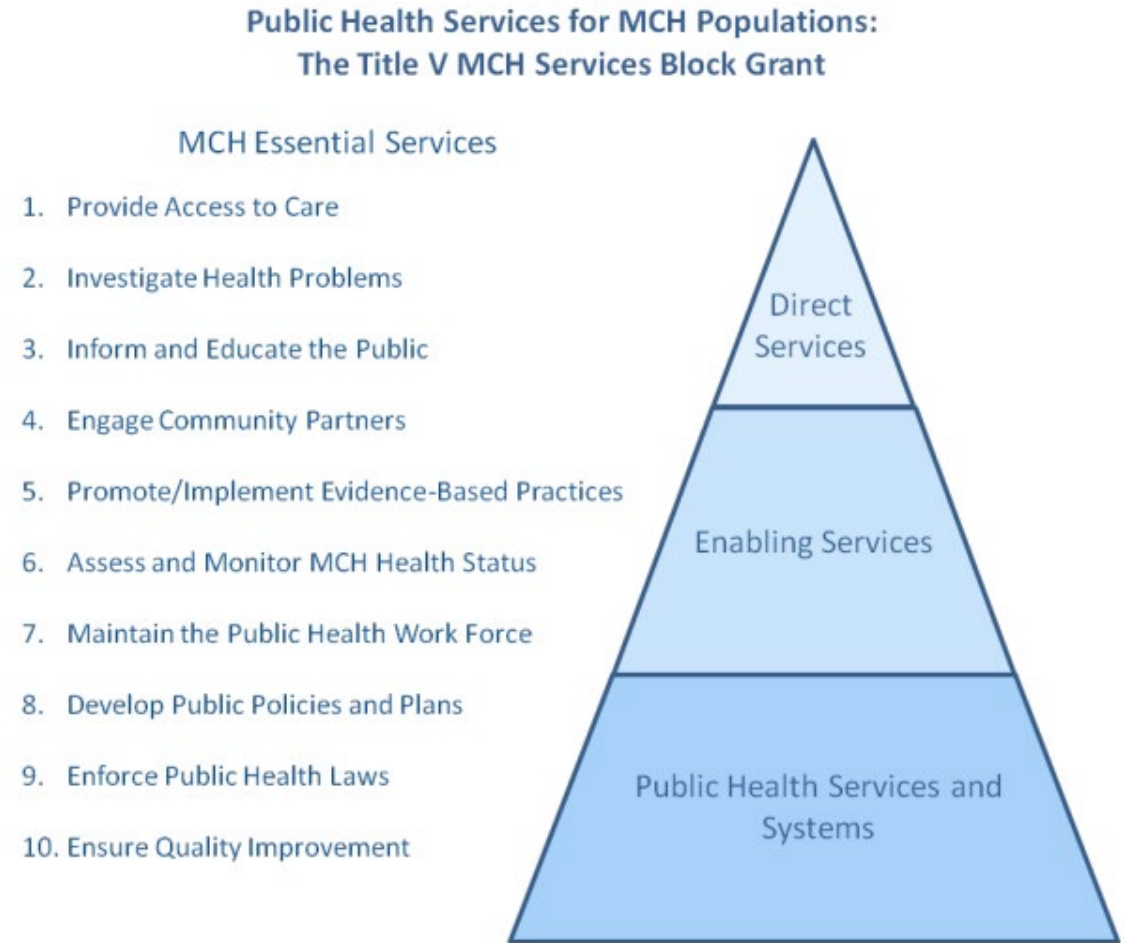 Public Health Services for MCH Populations:
The Title V MCH Services Block Grant
MCH Essential Services
1. Provide Access to Care
2. Investigate Health Problems
3. Inform and Educate the Public
4. Engage Community Partners
5. Promote/Implement Evidence-Based Practices
6. Assess and Monitor MCH Health Status
7. Maintain the Public Health Work Force
8. Develop Public Policies and Plans
9. Enforce Public Health Laws
10. Ensure Quality Improvement
Direct
Services
Enabling Services
Public Health Services and
Systems